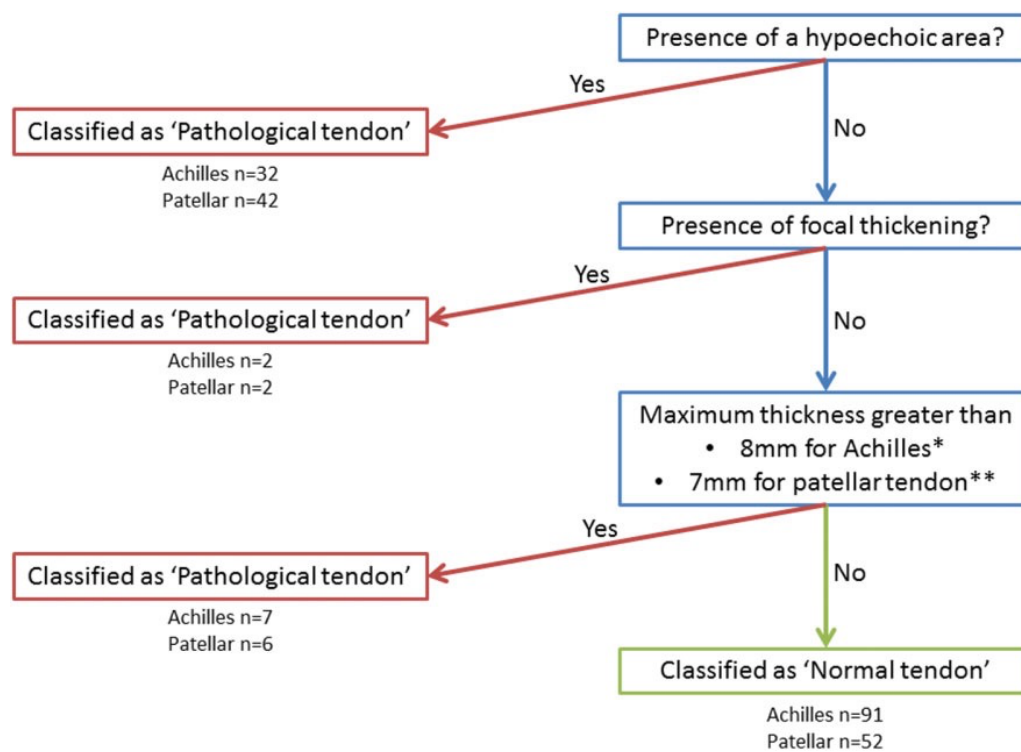 Presence of a hypoechoic area?
Yes
No
Classified as ‘Pathological tendon’
Achilles n=32
Patellar n=42
Presence of focal thickening?
Yes
No
Classified as ‘Pathological tendon’
Achilles n=2
Patellar n=2
Maximum thickness greater than
• 8mm for Achilles*
• 7mm for patellar tendon**
Yes
No
Classified as ‘Pathological tendon’
Achilles n=7
Patellar n=6
Classified as ‘Normal tendon’
Achilles n=91
Patellar n=52